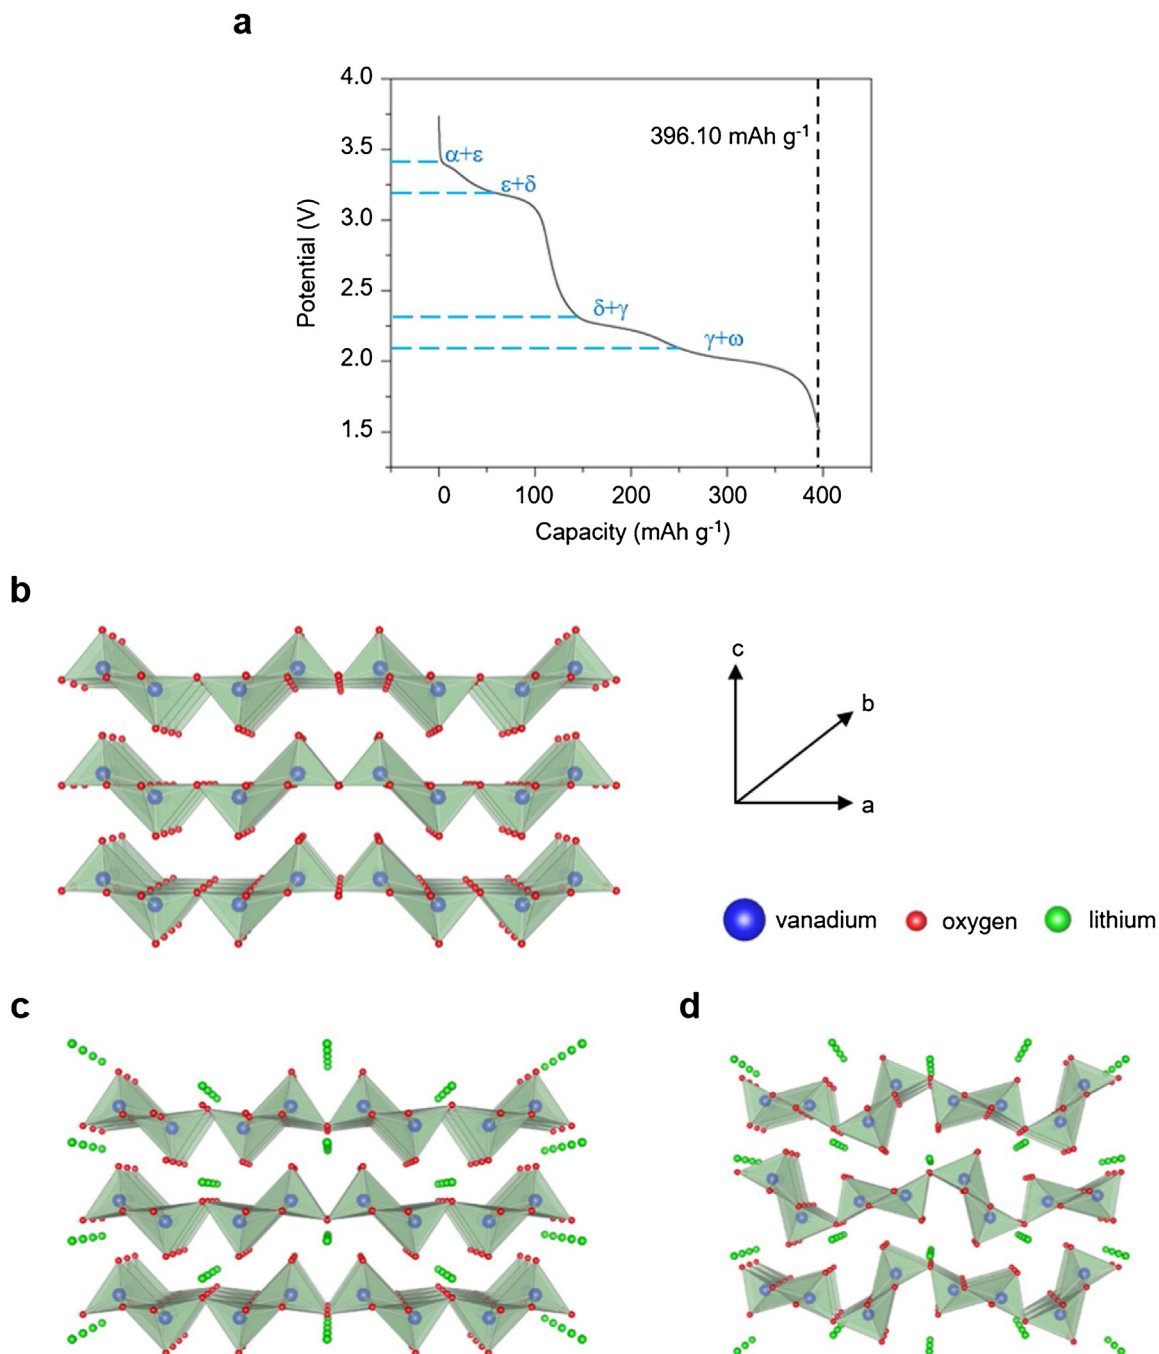 a
4.0
396.10 mAh g⁻¹
3.5
α+ε
ε+δ
3.0
Potential (V)
2.5
δ+γ
γ+ω
2.0
1.5
0 100 200 300 400
Capacity (mAh g⁻¹)
b
c
b
a
vanadium oxygen lithium
c
d